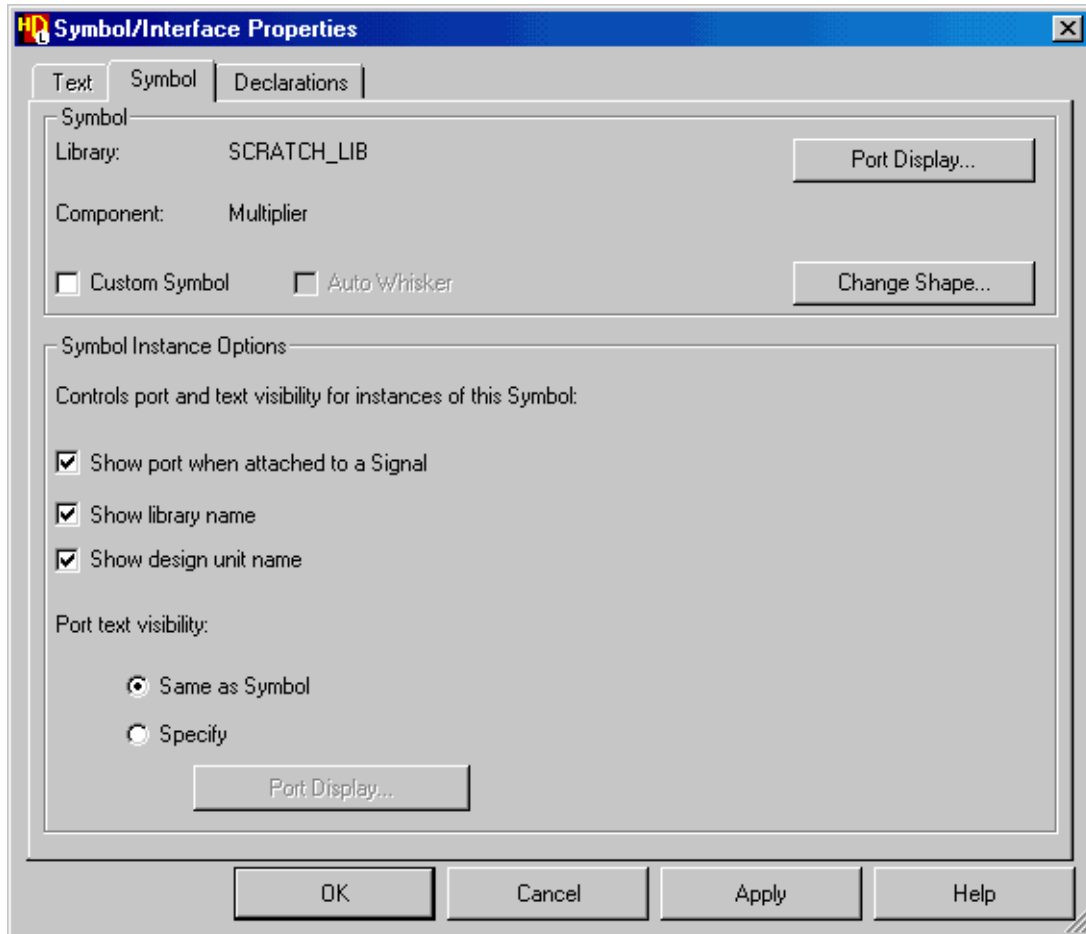 HDL Symbol/Interface Properties
Text Symbol Declarations
Symbol
Library: SCRATCH_LIB Port Display...
Component: Multiplier
Custom Symbol Auto Whisker Change Shape...
Symbol Instance Options
Controls port and text visibility for instances of this Symbol:
Show port when attached to a Signal
Show library name
Show design unit name
Port text visibility:
Same as Symbol
Specify
Port Display...
OK Cancel Apply Help